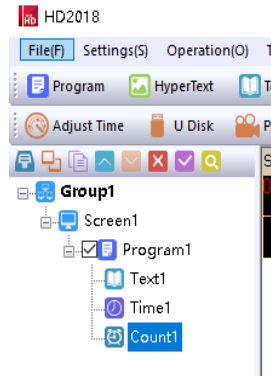 HD2018
File(F) Settings(S) Operation(O)
Program HyperText
Adjust Time U Disk
Group1
Screen1
Program1
Text1
Time1
Count1